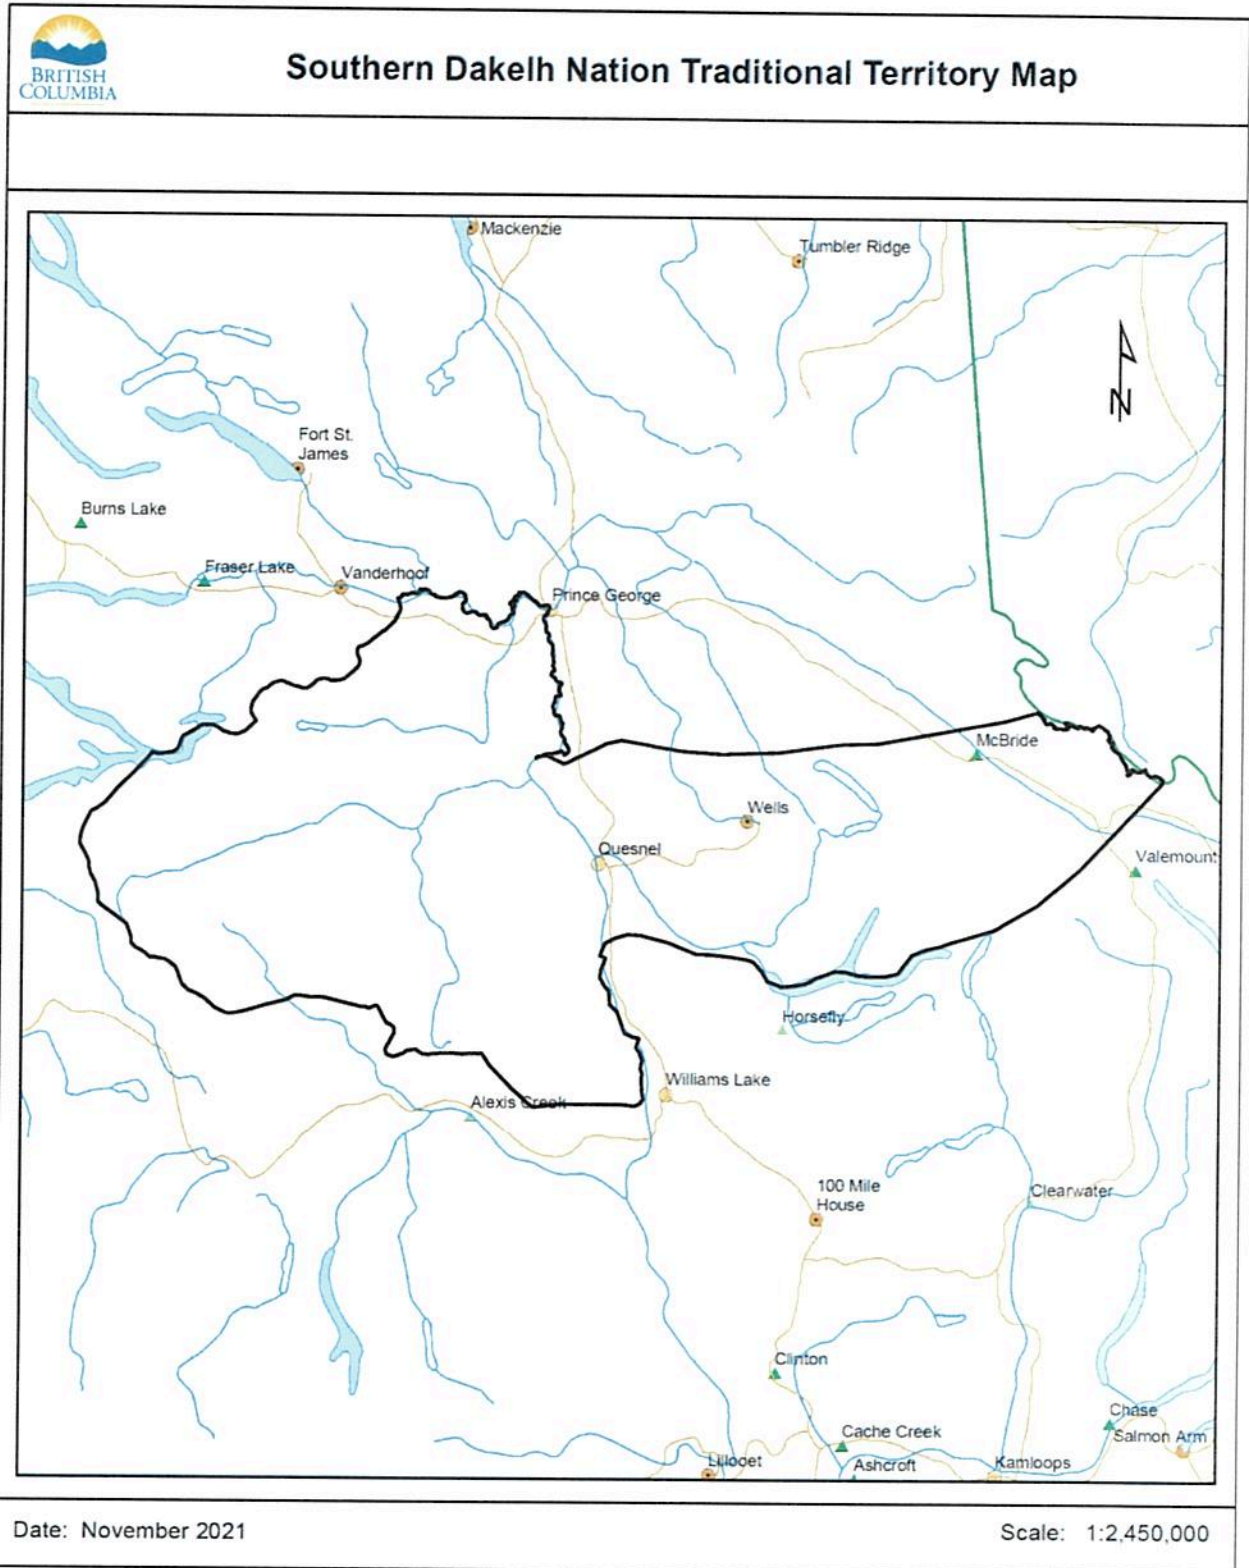 BRITISH
COLUMBIA
Southern Dakelh Nation Traditional Territory Map
Mackenzie
Tumbler Ridge
N
Fort St.
James
Burns Lake
Fraser Lake
Vanderhoof
Prince George
McBride
Wells
Quesnel
Valemount
Horsefly
Williams Lake
Alexis Creek
100 Mile
House
Clearwater
Clinton
Chase
Cache Creek
Salmon Arm
Lillooet
Ashcroft
Kamloops
Date: November 2021
Scale: 1:2,450,000